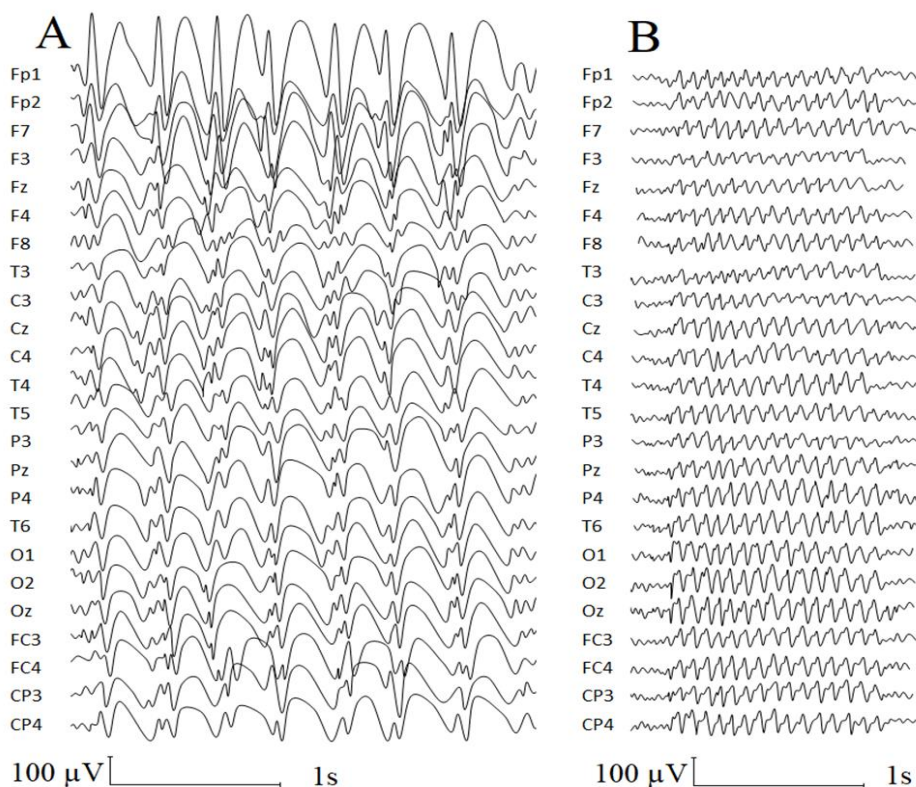 A
Fp1
Fp2
F7
F3
Fz
F4
F8
T3
C3
Cz
C4
T4
T5
P3
Pz
P4
T6
O1
O2
Oz
FC3
FC4
CP3
CP4
100 μV 1s
B
Fp1
Fp2
F7
F3
Fz
F4
F8
T3
C3
Cz
C4
T4
T5
P3
Pz
P4
T6
O1
O2
Oz
FC3
FC4
CP3
CP4
100 μV 1s